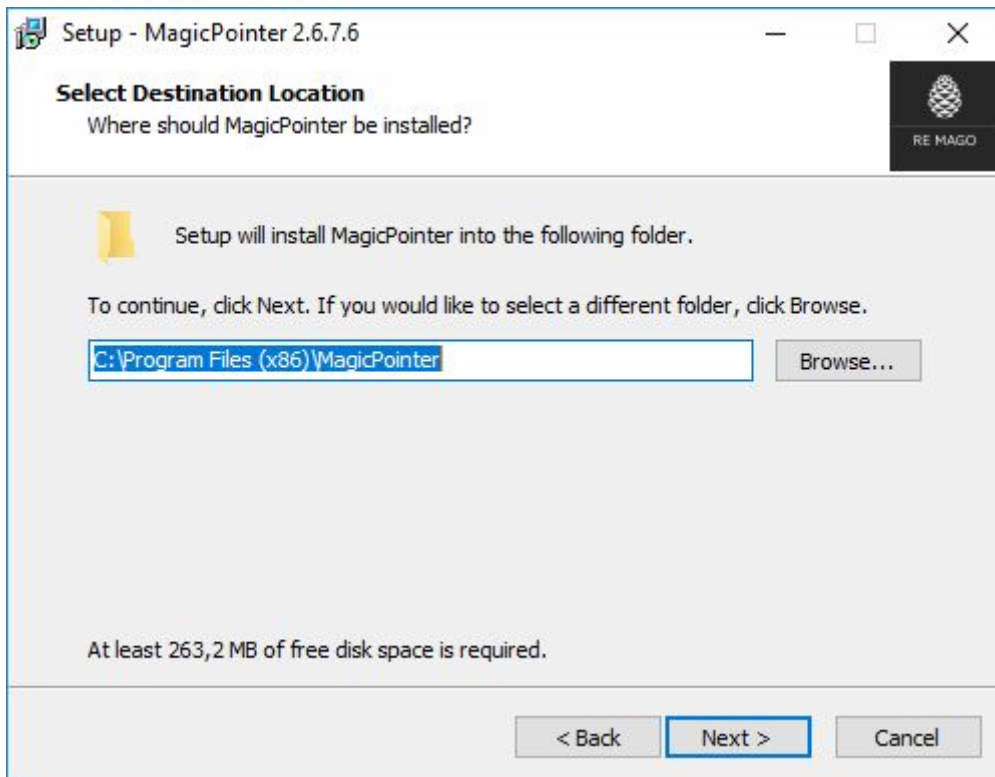 Setup - MagicPointer 2.6.7.6
Select Destination Location
Where should MagicPointer be installed?
RE MAGO
Setup will install MagicPointer into the following folder.
To continue, click Next. If you would like to select a different folder, click Browse.
C:\Program Files (x86)\MagicPointer
Browse...
At least 263,2 MB of free disk space is required.
< Back
Next >
Cancel